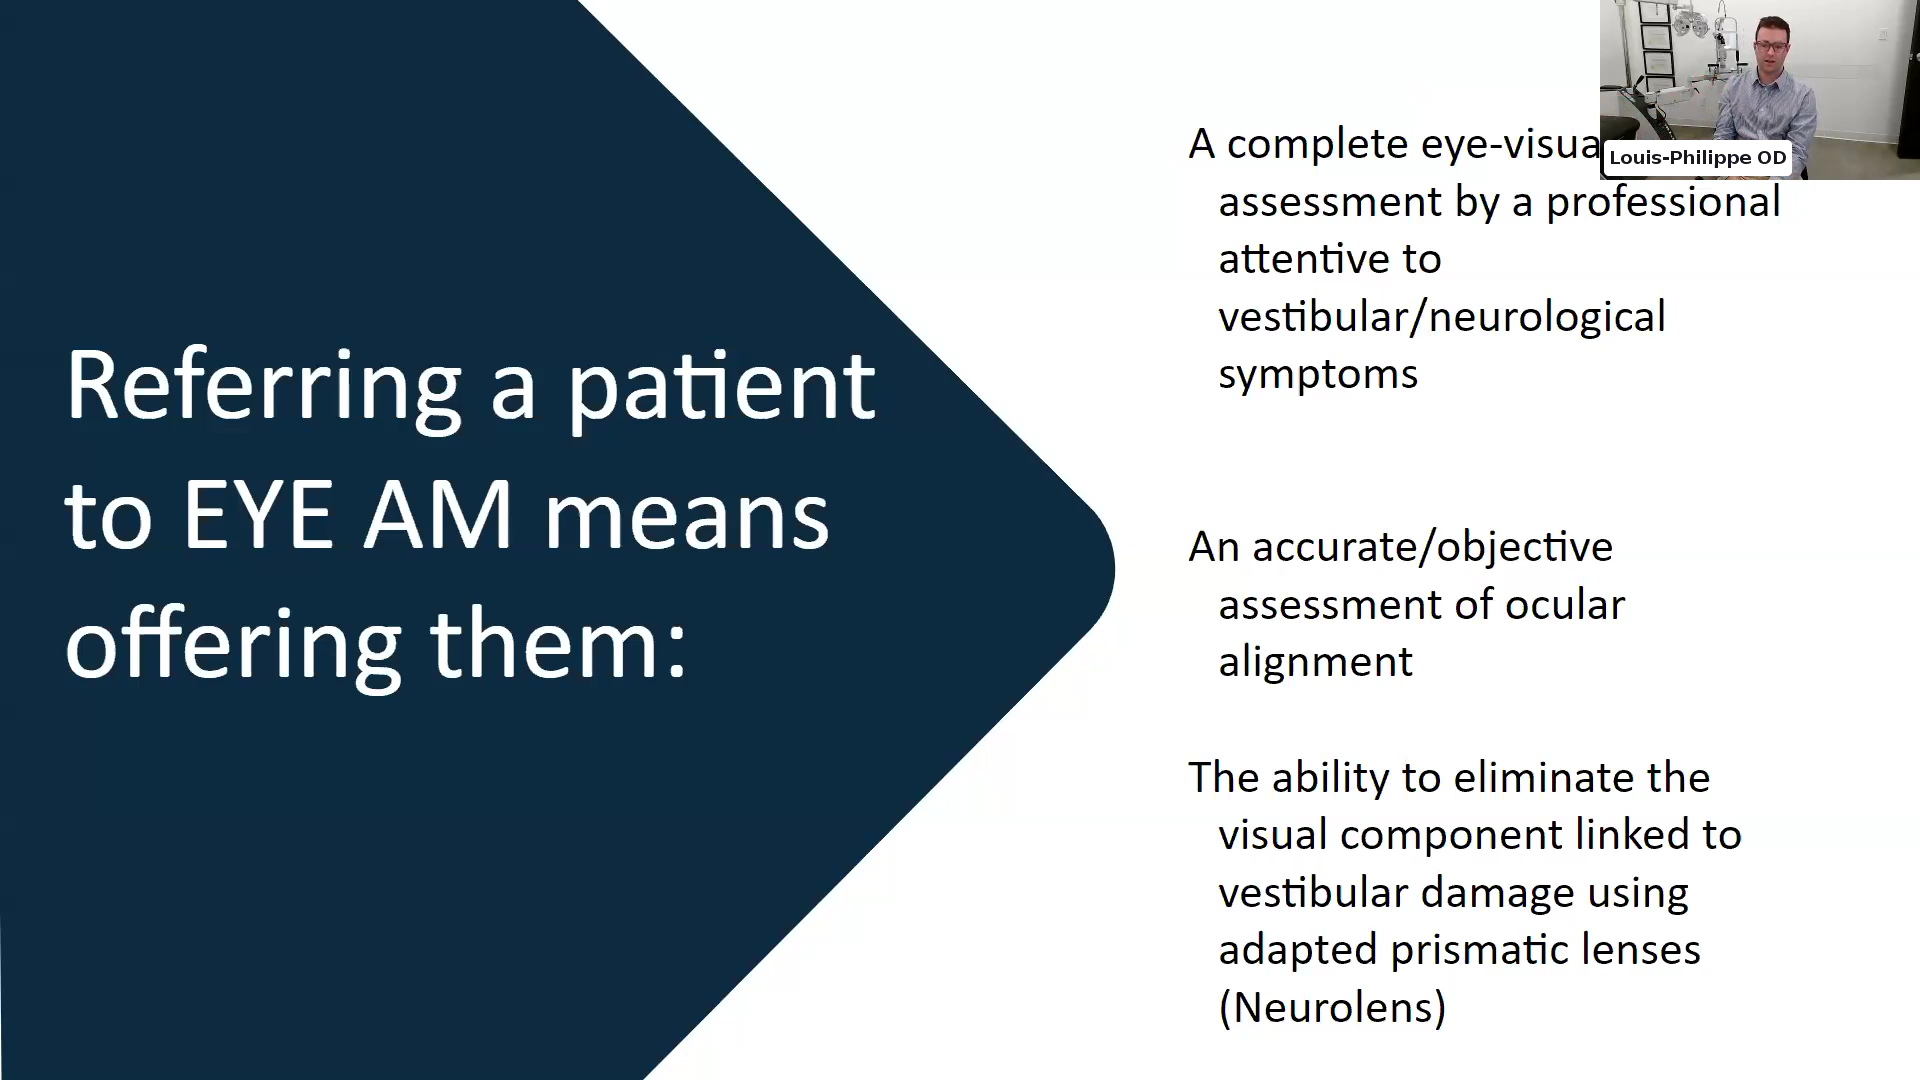 Referring a patient
to EYE AM means
offering them:
A complete eye-visua
assessment by a professional
attentive to
vestibular/neurological
symptoms
An accurate/objective
assessment of ocular
alignment
The ability to eliminate the
visual component linked to
vestibular damage using
adapted prismatic lenses
(Neurolens)
Louis-Philippe OD